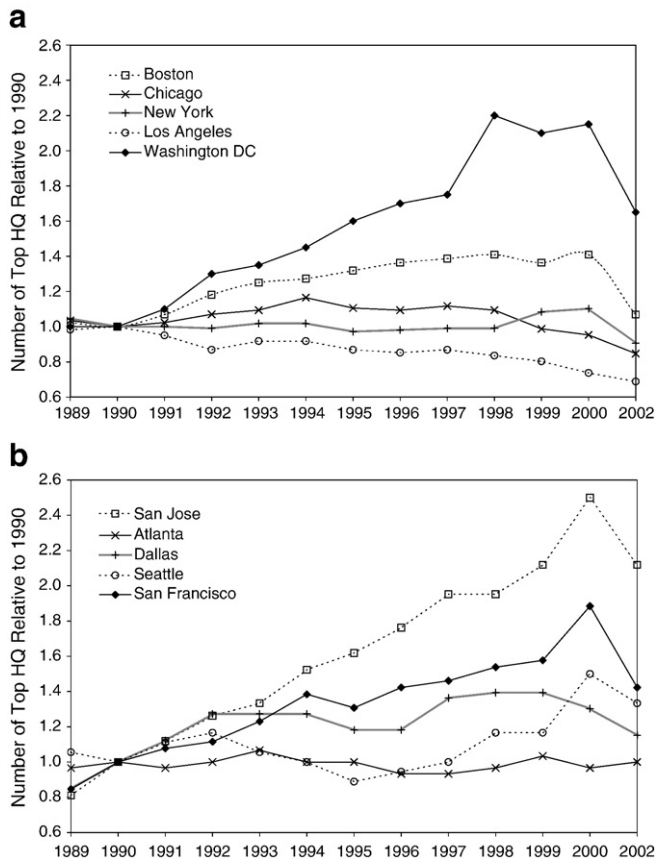 a
Number of Top HQ Relative to 1990
2.6
2.4
2.2
2.0
1.8
1.6
1.4
1.2
1.0
0.8
0.6
Boston
Chicago
New York
Los Angeles
Washington DC
1989 1990 1991 1992 1993 1994 1995 1996 1997 1998 1999 2000 2002
b
Number of Top HQ Relative to 1990
2.6
2.4
2.2
2.0
1.8
1.6
1.4
1.2
1.0
0.8
0.6
San Jose
Atlanta
Dallas
Seattle
San Francisco
1989 1990 1991 1992 1993 1994 1995 1996 1997 1998 1999 2000 2002